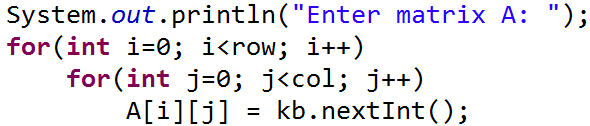 System.out.println("Enter matrix A: ");
for(int i=0; i<row; i++)
    for(int j=0; j<col; j++)
        A[i][j] = kb.nextInt();